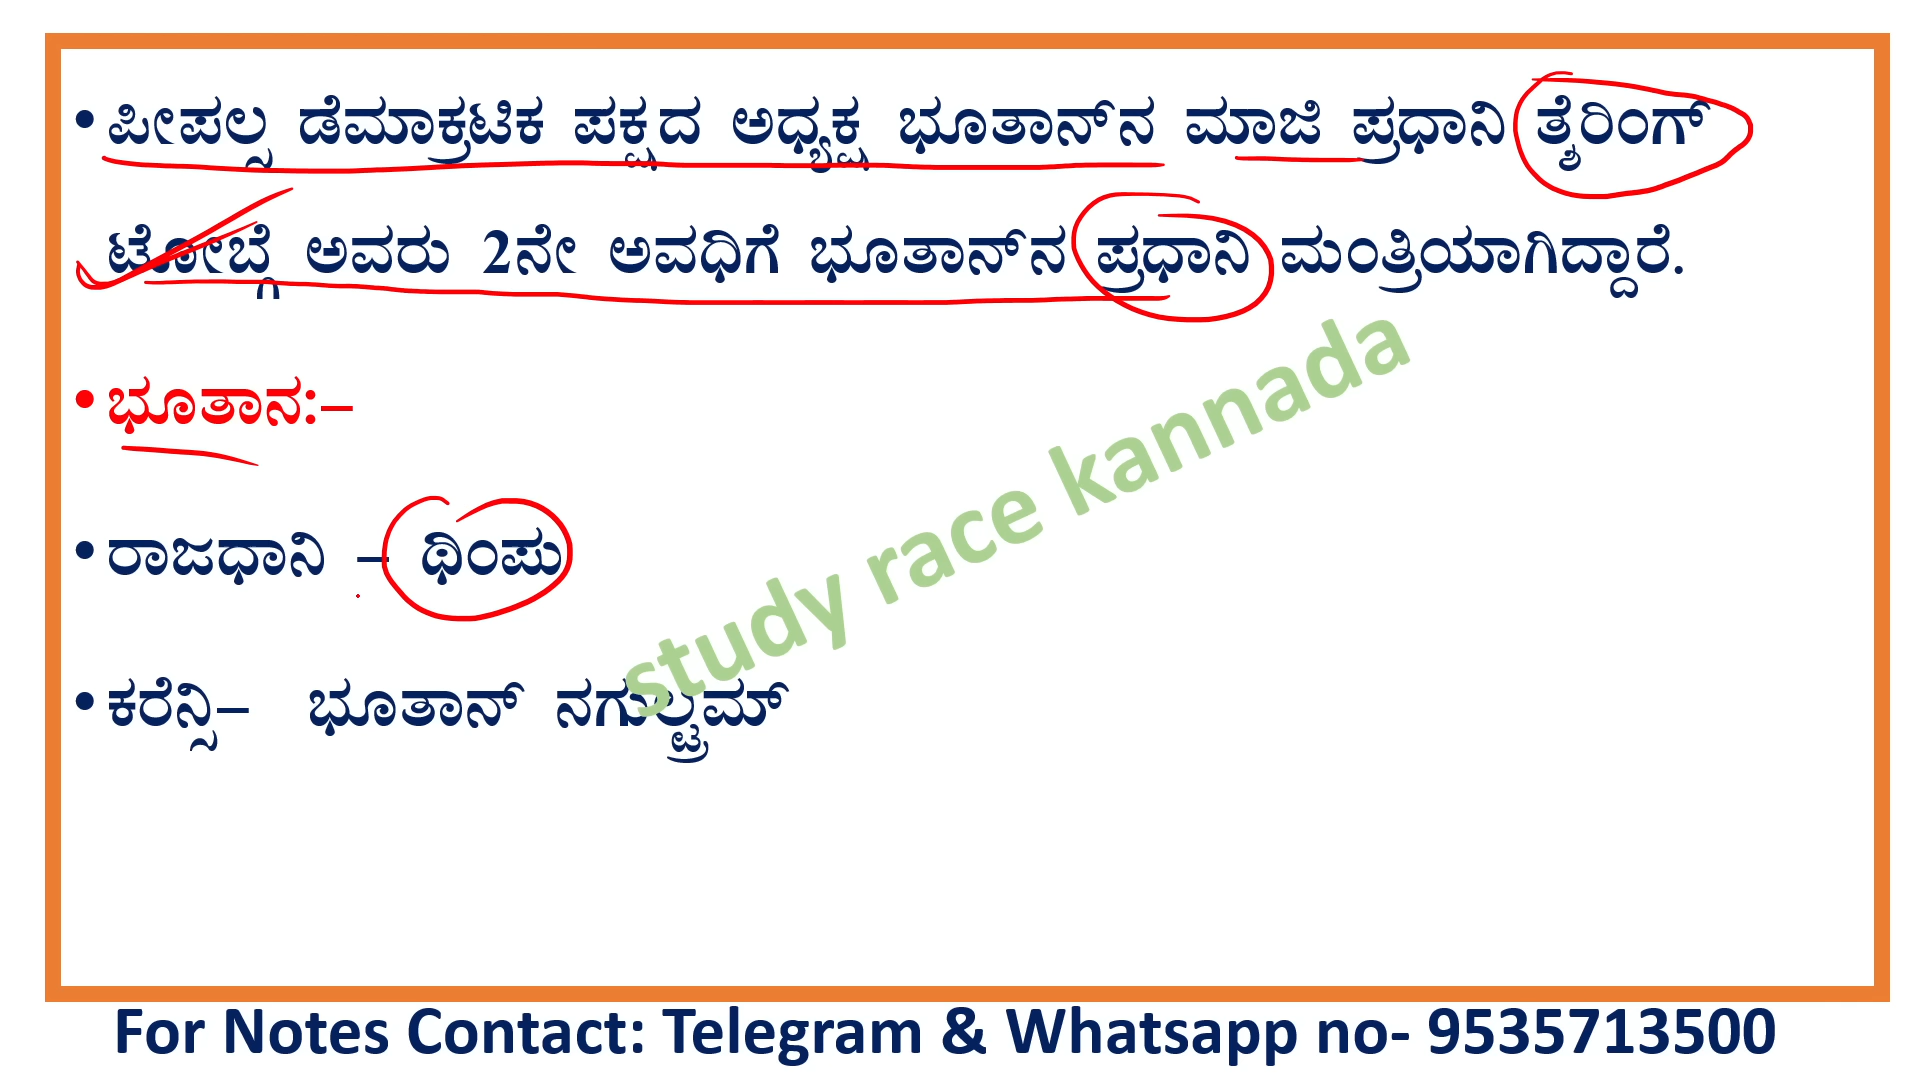 • ಪೀಪಲ್ಸ ಡೆಮಾಕ್ರಟಿಕ ಪಕ್ಷದ ಅಧ್ಯಕ್ಷ ಭೂತಾನ್‌ನ ಮಾಜಿ ಪ್ರಧಾನಿ ತ್ಶೆರಿಂಗ್
ಟೋಬ್ಗೆ ಅವರು 2ನೇ ಅವಧಿಗೆ ಭೂತಾನ್‌ನ ಪ್ರಧಾನಿ ಮಂತ್ರಿಯಾಗಿದ್ದಾರೆ.
• ಭೂತಾನ:–
• ರಾಜಧಾನಿ – ಥಿಂಪು
• ಕರೆನ್ಸಿ– ಭೂತಾನ್ ನಗುಲ್ಟ್ರಮ್
study race kannada
For Notes Contact: Telegram & Whatsapp no- 9535713500